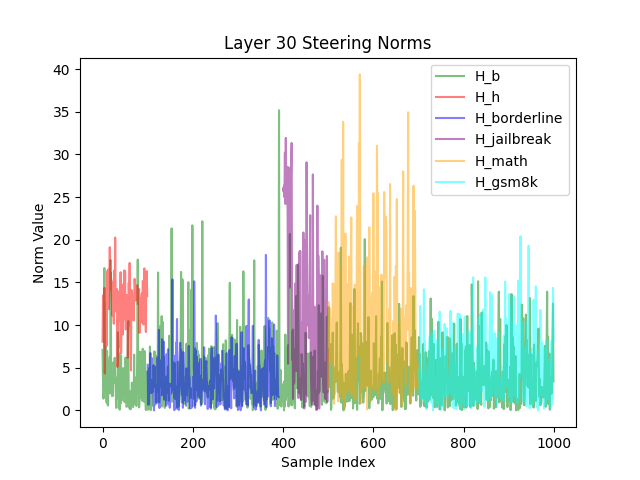 Layer 30 Steering Norms
H_b
H_h
H_borderline
H_jailbreak
H_math
H_gsm8k
40
35
30
25
20
15
10
5
0
Norm Value
0 200 400 600 800 1000
Sample Index